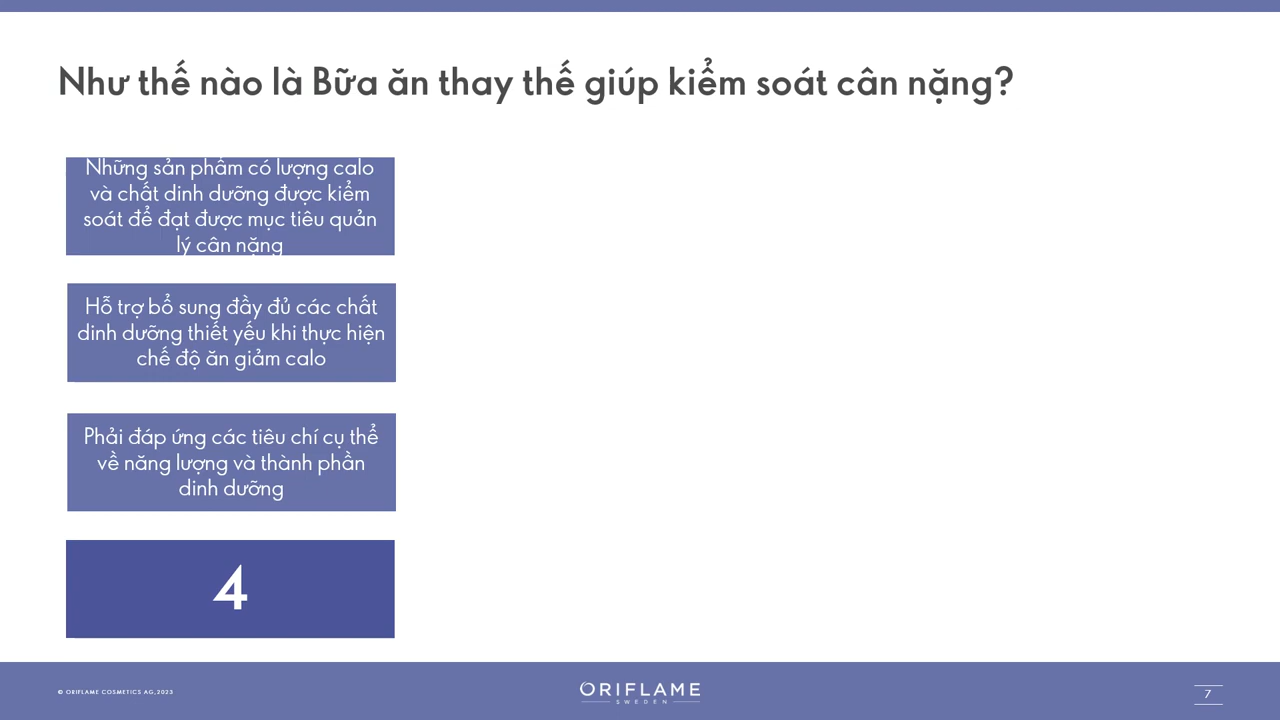 Như thế nào là Bữa ăn thay thế giúp kiểm soát cân nặng?
Những sản phẩm có lượng calo
và chất dinh dưỡng được kiểm
soát để đạt được mục tiêu quản
lý cân nặng
Hỗ trợ bổ sung đầy đủ các chất
dinh dưỡng thiết yếu khi thực hiện
chế độ ăn giảm calo
Phải đáp ứng các tiêu chí cụ thể
về năng lượng và thành phần
dinh dưỡng
4
© ORIFLAME COSMETICS AG, 2023
ORIFLAME
SWEDEN
7